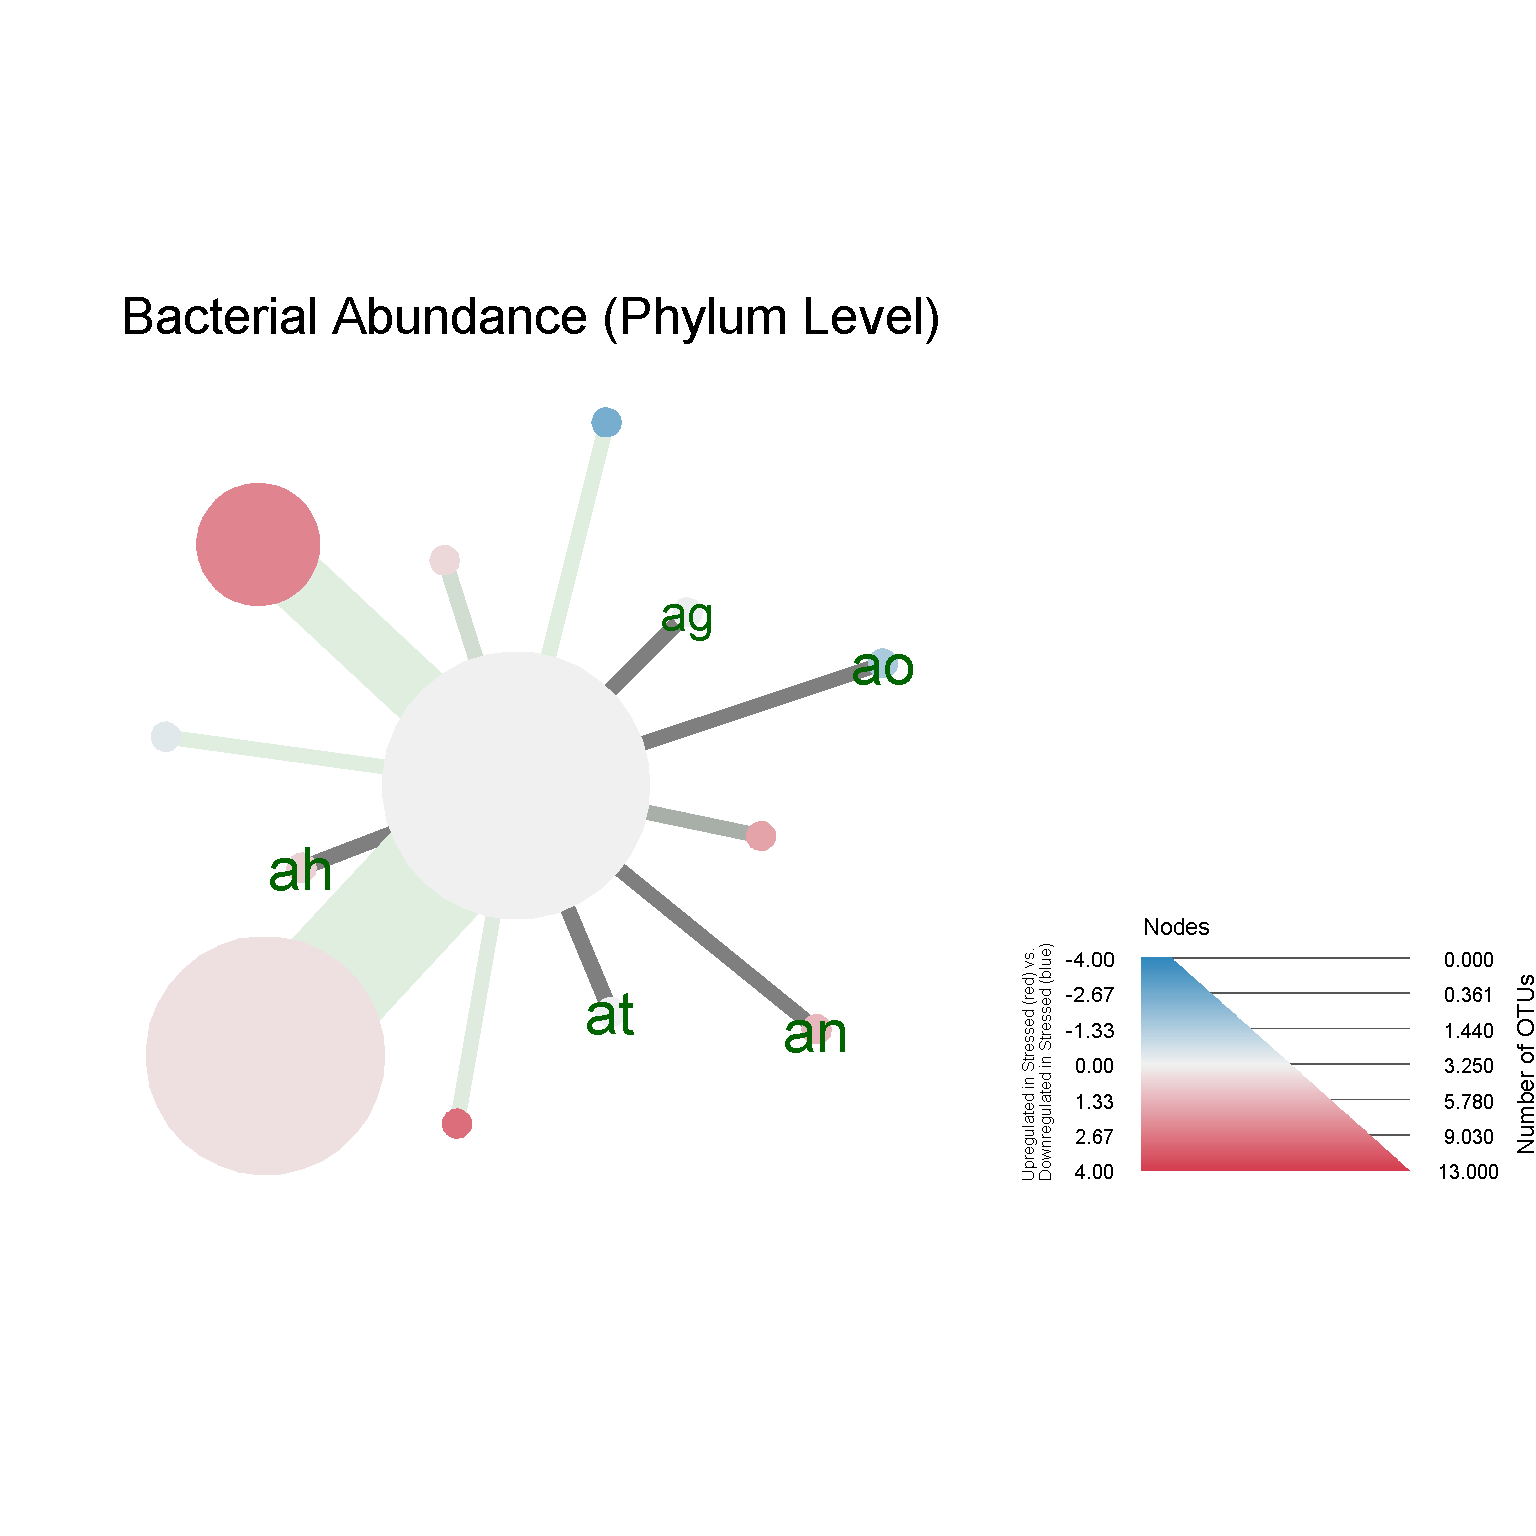 Bacterial Abundance (Phylum Level)
ag
ao
ah
at
an
Nodes
Upregulated in Stressed (red) vs.
Downregulated in Stressed (blue)
-4.00
-2.67
-1.33
0.00
1.33
2.67
4.00
0.000
0.361
1.440
3.250
5.780
9.030
13.000
Number of OTUs